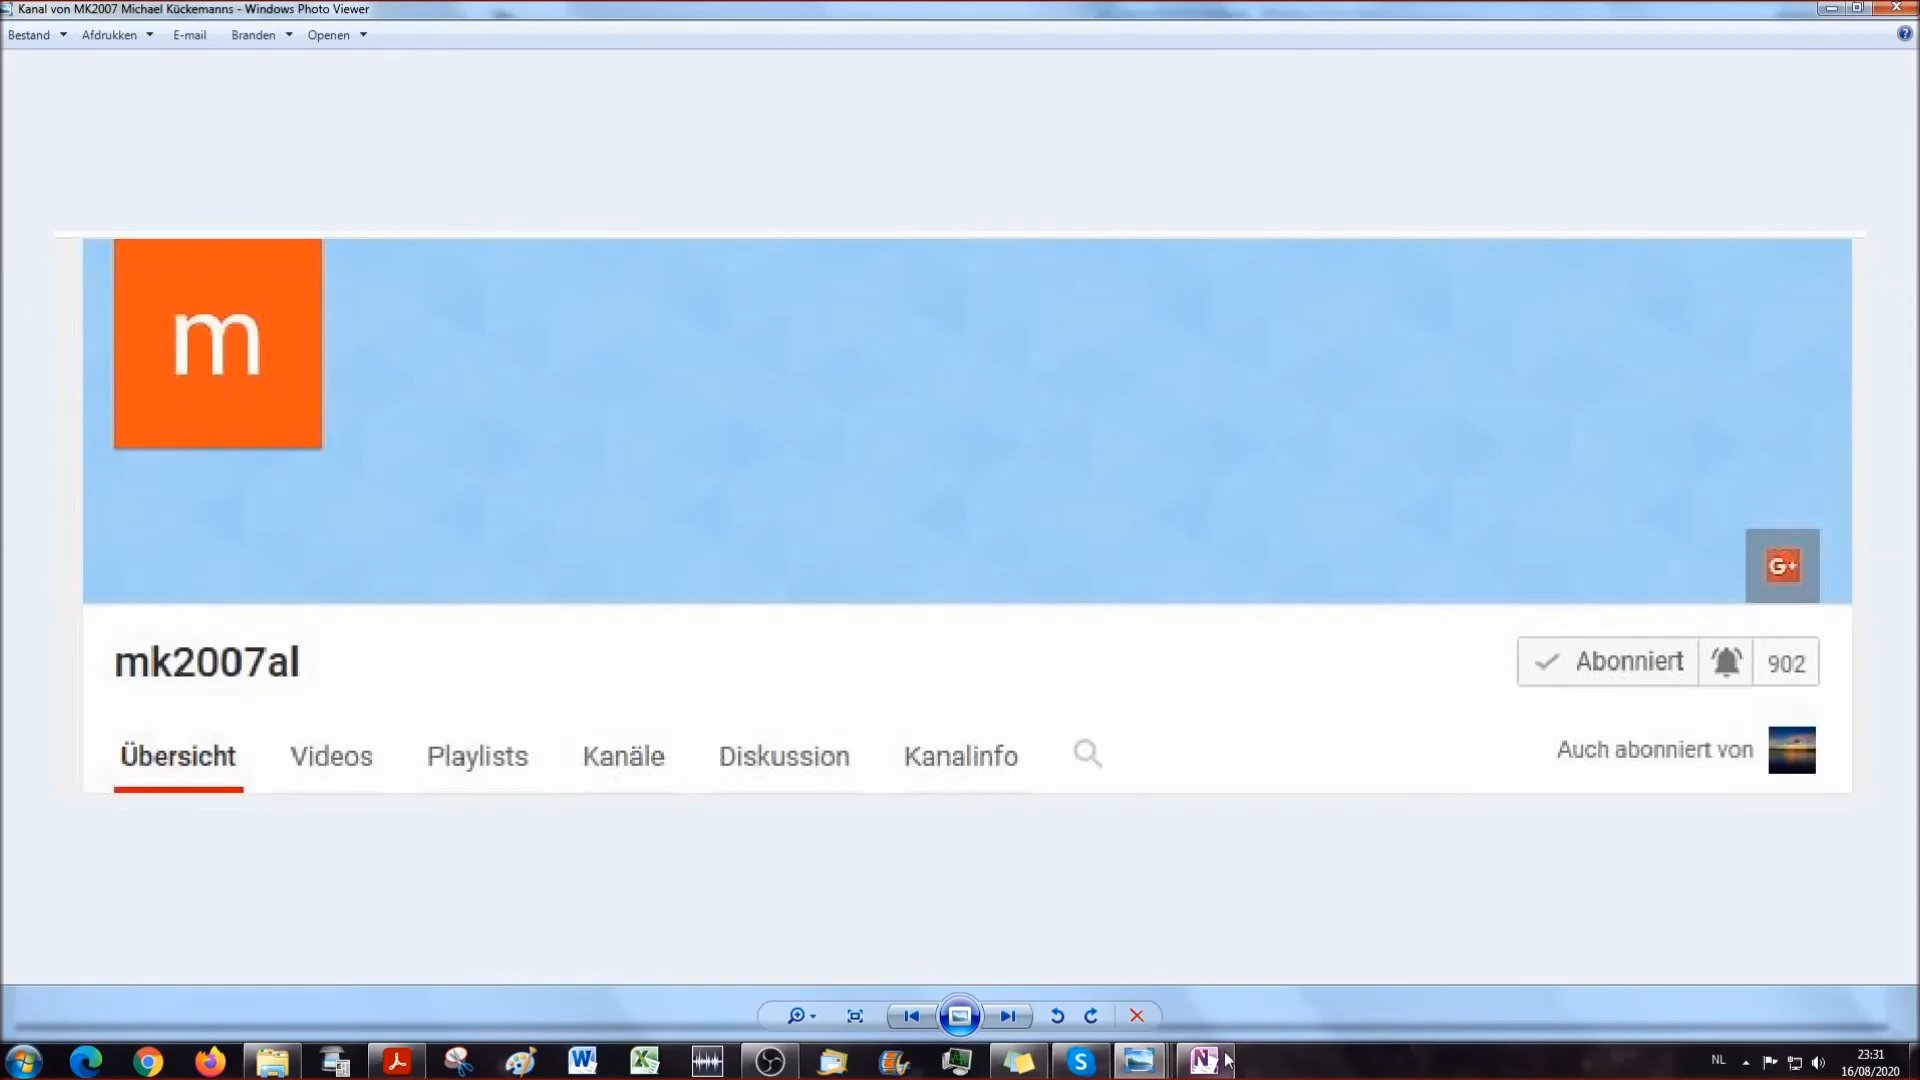 Kanal von MK2007 Michael Kückemanns - Windows Photo Viewer
Bestand Afdrukken E-mail Branden Openen
m
G+
mk2007al
Abonniert 902
Übersicht Videos Playlists Kanäle Diskussion Kanalinfo
Auch abonniert von
NL
23:31
16/08/2020